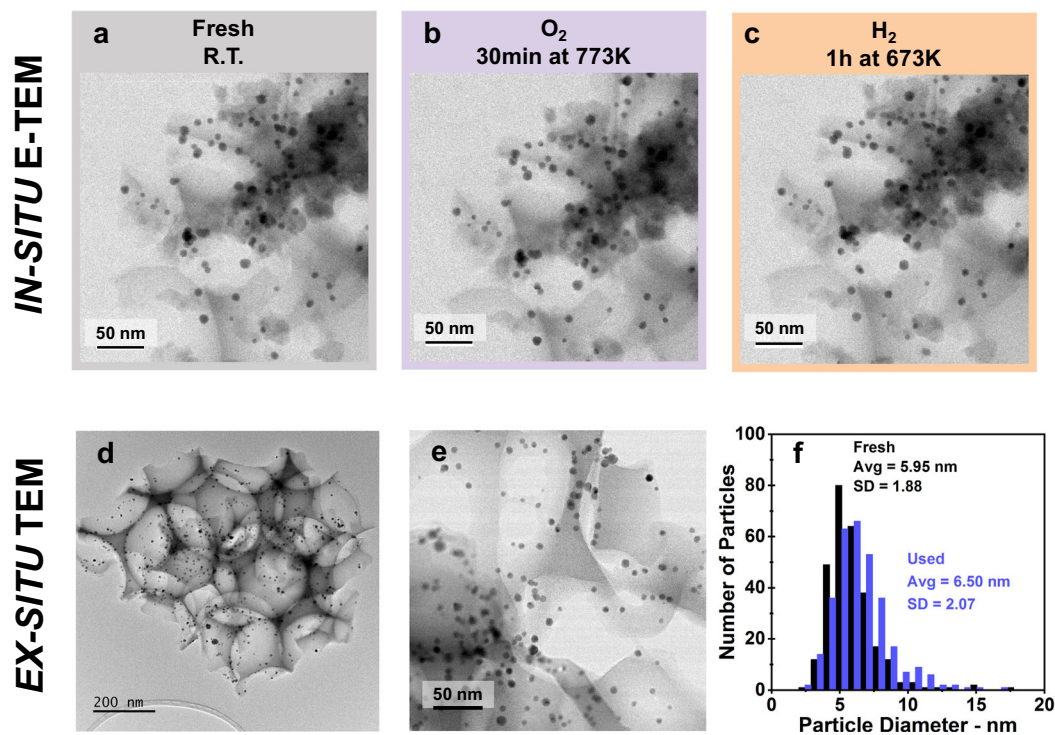 IN-SITU E-TEM
a
Fresh
R.T.
50 nm
b
O₂
30min at 773K
50 nm
c
H₂
1h at 673K
50 nm
EX-SITU TEM
d
200 nm
e
50 nm
f
Fresh
Avg = 5.95 nm
SD = 1.88
Used
Avg = 6.50 nm
SD = 2.07
Number of Particles
100
80
60
40
20
0
0
5
10
15
20
Particle Diameter - nm